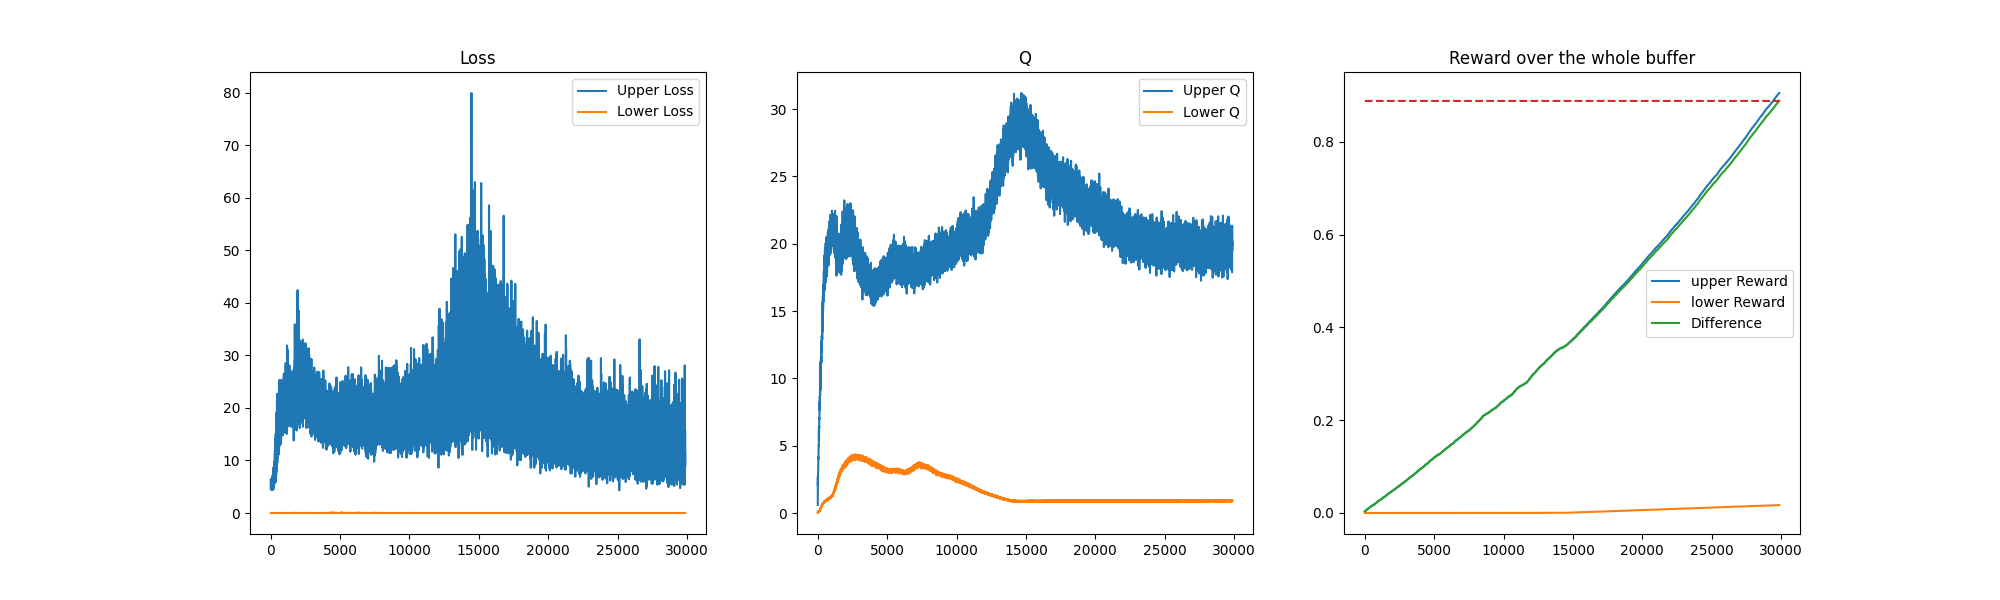 Loss
80
70
60
50
40
30
20
10
0
0 5000 10000 15000 20000 25000 30000
Upper Loss
Lower Loss
Q
30
25
20
15
10
5
0
0 5000 10000 15000 20000 25000 30000
Upper Q
Lower Q
Reward over the whole buffer
0.8
0.6
0.4
0.2
0.0
0 5000 10000 15000 20000 25000 30000
upper Reward
lower Reward
Difference